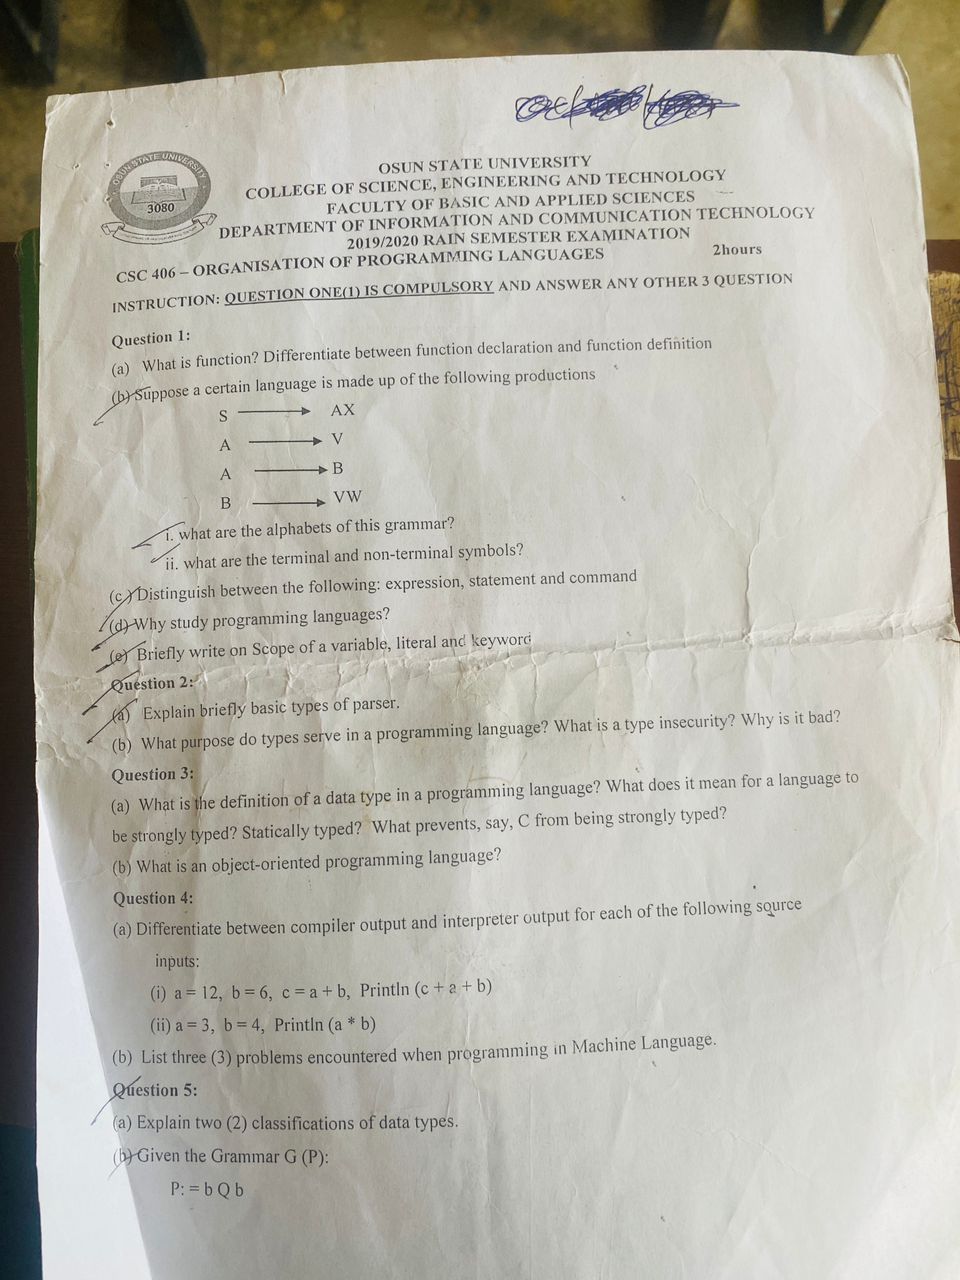 OSUN STATE UNIVERSITY
3080
OSUN STATE UNIVERSITY
COLLEGE OF SCIENCE, ENGINEERING AND TECHNOLOGY
FACULTY OF BASIC AND APPLIED SCIENCES
DEPARTMENT OF INFORMATION AND COMMUNICATION TECHNOLOGY
2019/2020 RAIN SEMESTER EXAMINATION
CSC 406 – ORGANISATION OF PROGRAMMING LANGUAGES 2hours
INSTRUCTION: QUESTION ONE(1) IS COMPULSORY AND ANSWER ANY OTHER 3 QUESTION
Question 1:
(a) What is function? Differentiate between function declaration and function definition
(b) Suppose a certain language is made up of the following productions
S → AX
A → V
A → B
B → VW
i. what are the alphabets of this grammar?
ii. what are the terminal and non-terminal symbols?
(c) Distinguish between the following: expression, statement and command
(d) Why study programming languages?
(e) Briefly write on Scope of a variable, literal and keyword
Question 2:
(a) Explain briefly basic types of parser.
(b) What purpose do types serve in a programming language? What is a type insecurity? Why is it bad?
Question 3:
(a) What is the definition of a data type in a programming language? What does it mean for a language to
be strongly typed? Statically typed? What prevents, say, C from being strongly typed?
(b) What is an object-oriented programming language?
Question 4:
(a) Differentiate between compiler output and interpreter output for each of the following source
inputs:
(i) a = 12, b = 6, c = a + b, Println (c + a + b)
(ii) a = 3, b = 4, Println (a * b)
(b) List three (3) problems encountered when programming in Machine Language.
Question 5:
(a) Explain two (2) classifications of data types.
(b) Given the Grammar G (P):
P: = b Q b